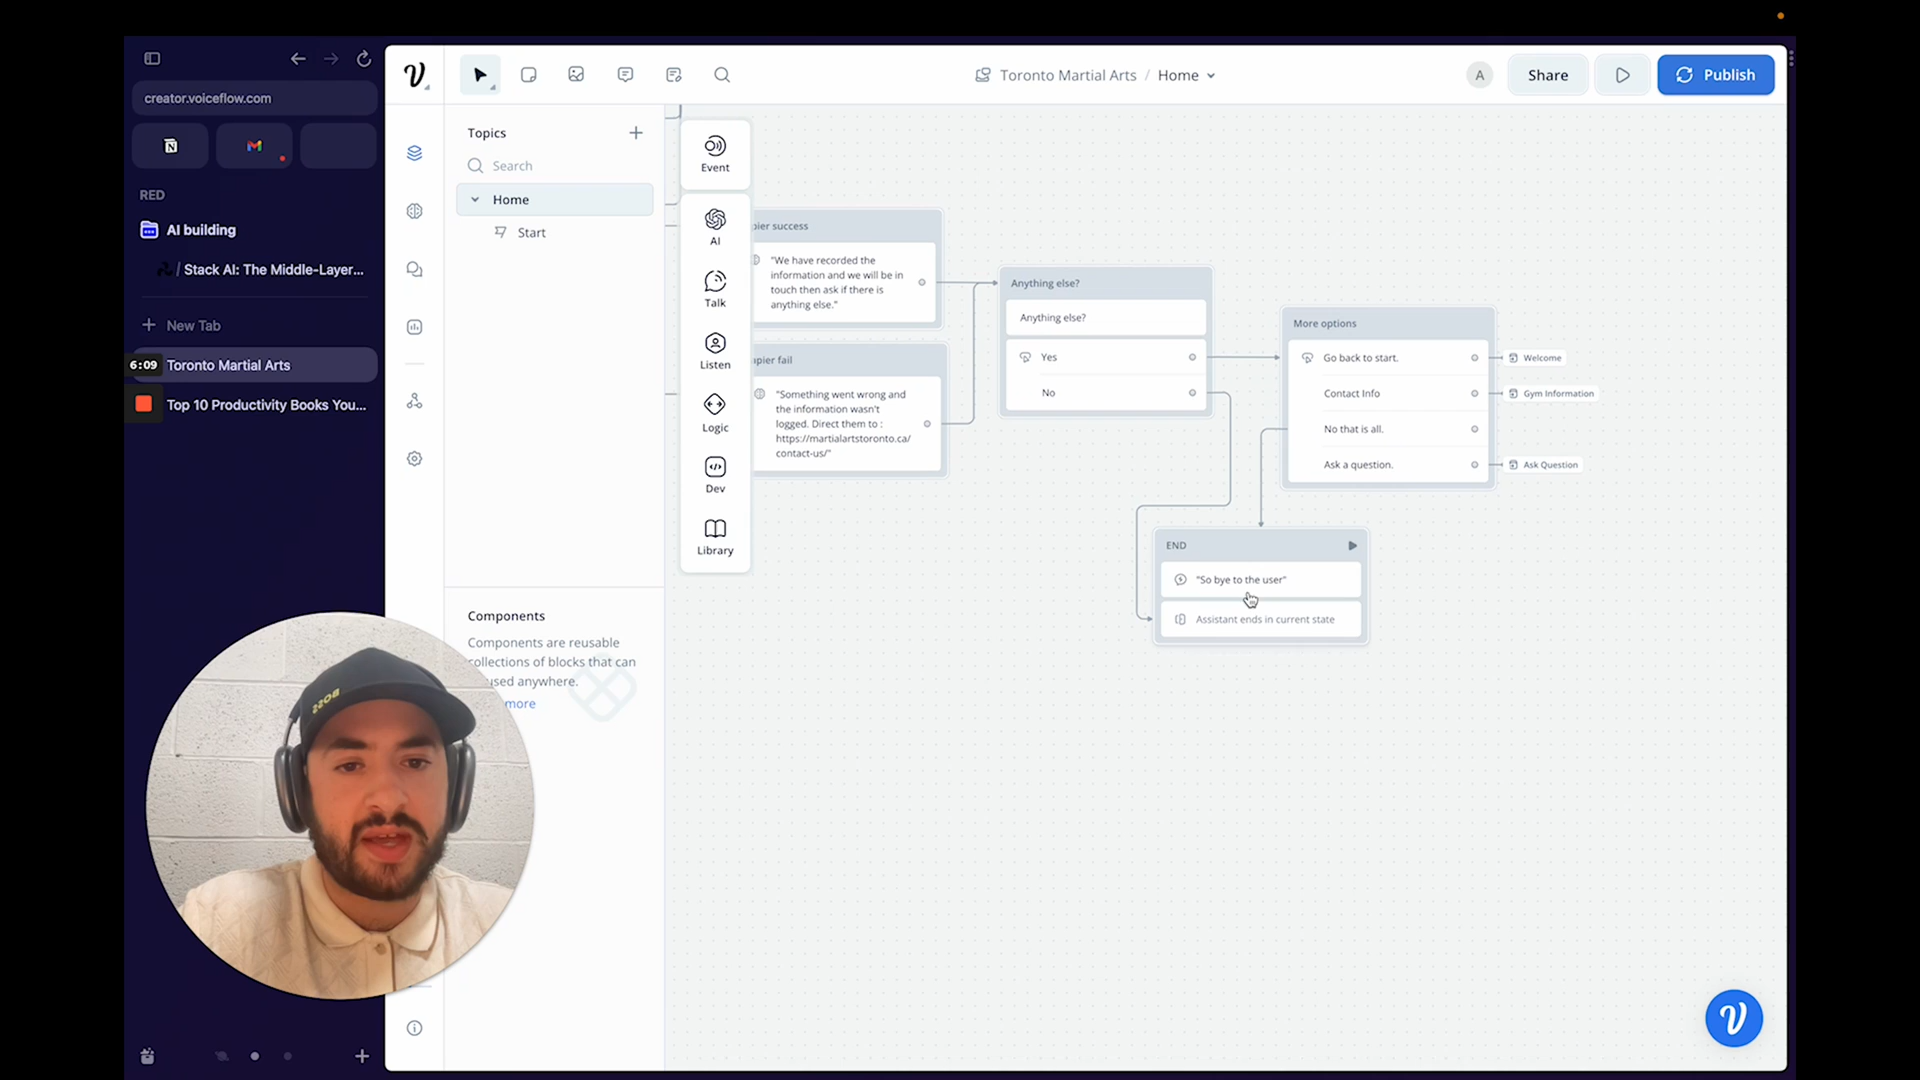 creator.voiceflow.com
RED
AI building
/ Stack AI: The Middle-Layer...
New Tab
6:09
Toronto Martial Arts
Top 10 Productivity Books You...
Toronto Martial Arts / Home
A
Share
Publish
Topics
Search
Home
Start
Components
Components are reusable
collections of blocks that can
used anywhere.
more
Event
AI
Talk
Listen
Logic
Dev
Library
pier success
"We have recorded the
information and we will be in
touch then ask if there is
anything else."
upier fail
"Something went wrong and
the information wasn't
logged. Direct them to :
https://martialartstoronto.ca/
contact-us/"
Anything else?
Anything else?
Yes
No
More options
Go back to start.
Welcome
Contact Info
Gym Information
No that is all.
Ask a question.
Ask Question
END
"So bye to the user"
Assistant ends in current state
BOSS